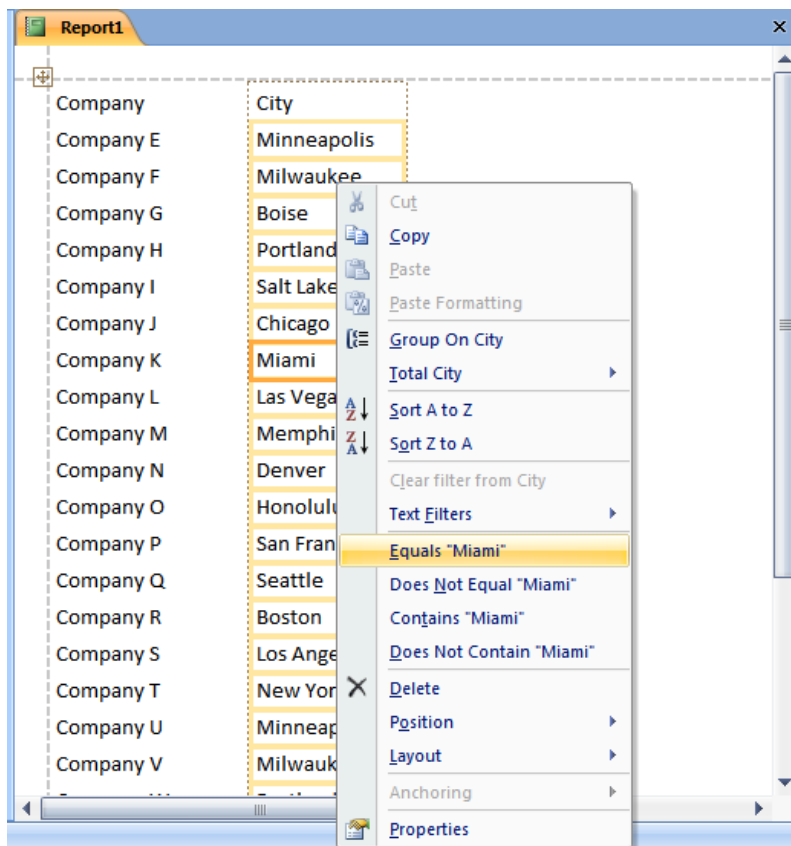 Report1
Company City
Company E Minneapolis
Company F Milwaukee
Company G Boise
Company H Portland
Company I Salt Lake
Company J Chicago
Company K Miami
Company L Las Vega
Company M Memphi
Company N Denver
Company O Honolulu
Company P San Fran
Company Q Seattle
Company R Boston
Company S Los Ange
Company T New Yor
Company U Minneap
Company V Milwauk
Cut
Copy
Paste
Paste Formatting
Group On City
Total City
Sort A to Z
Sort Z to A
Clear filter from City
Text Filters
Equals "Miami"
Does Not Equal "Miami"
Contains "Miami"
Does Not Contain "Miami"
Delete
Position
Layout
Anchoring
Properties